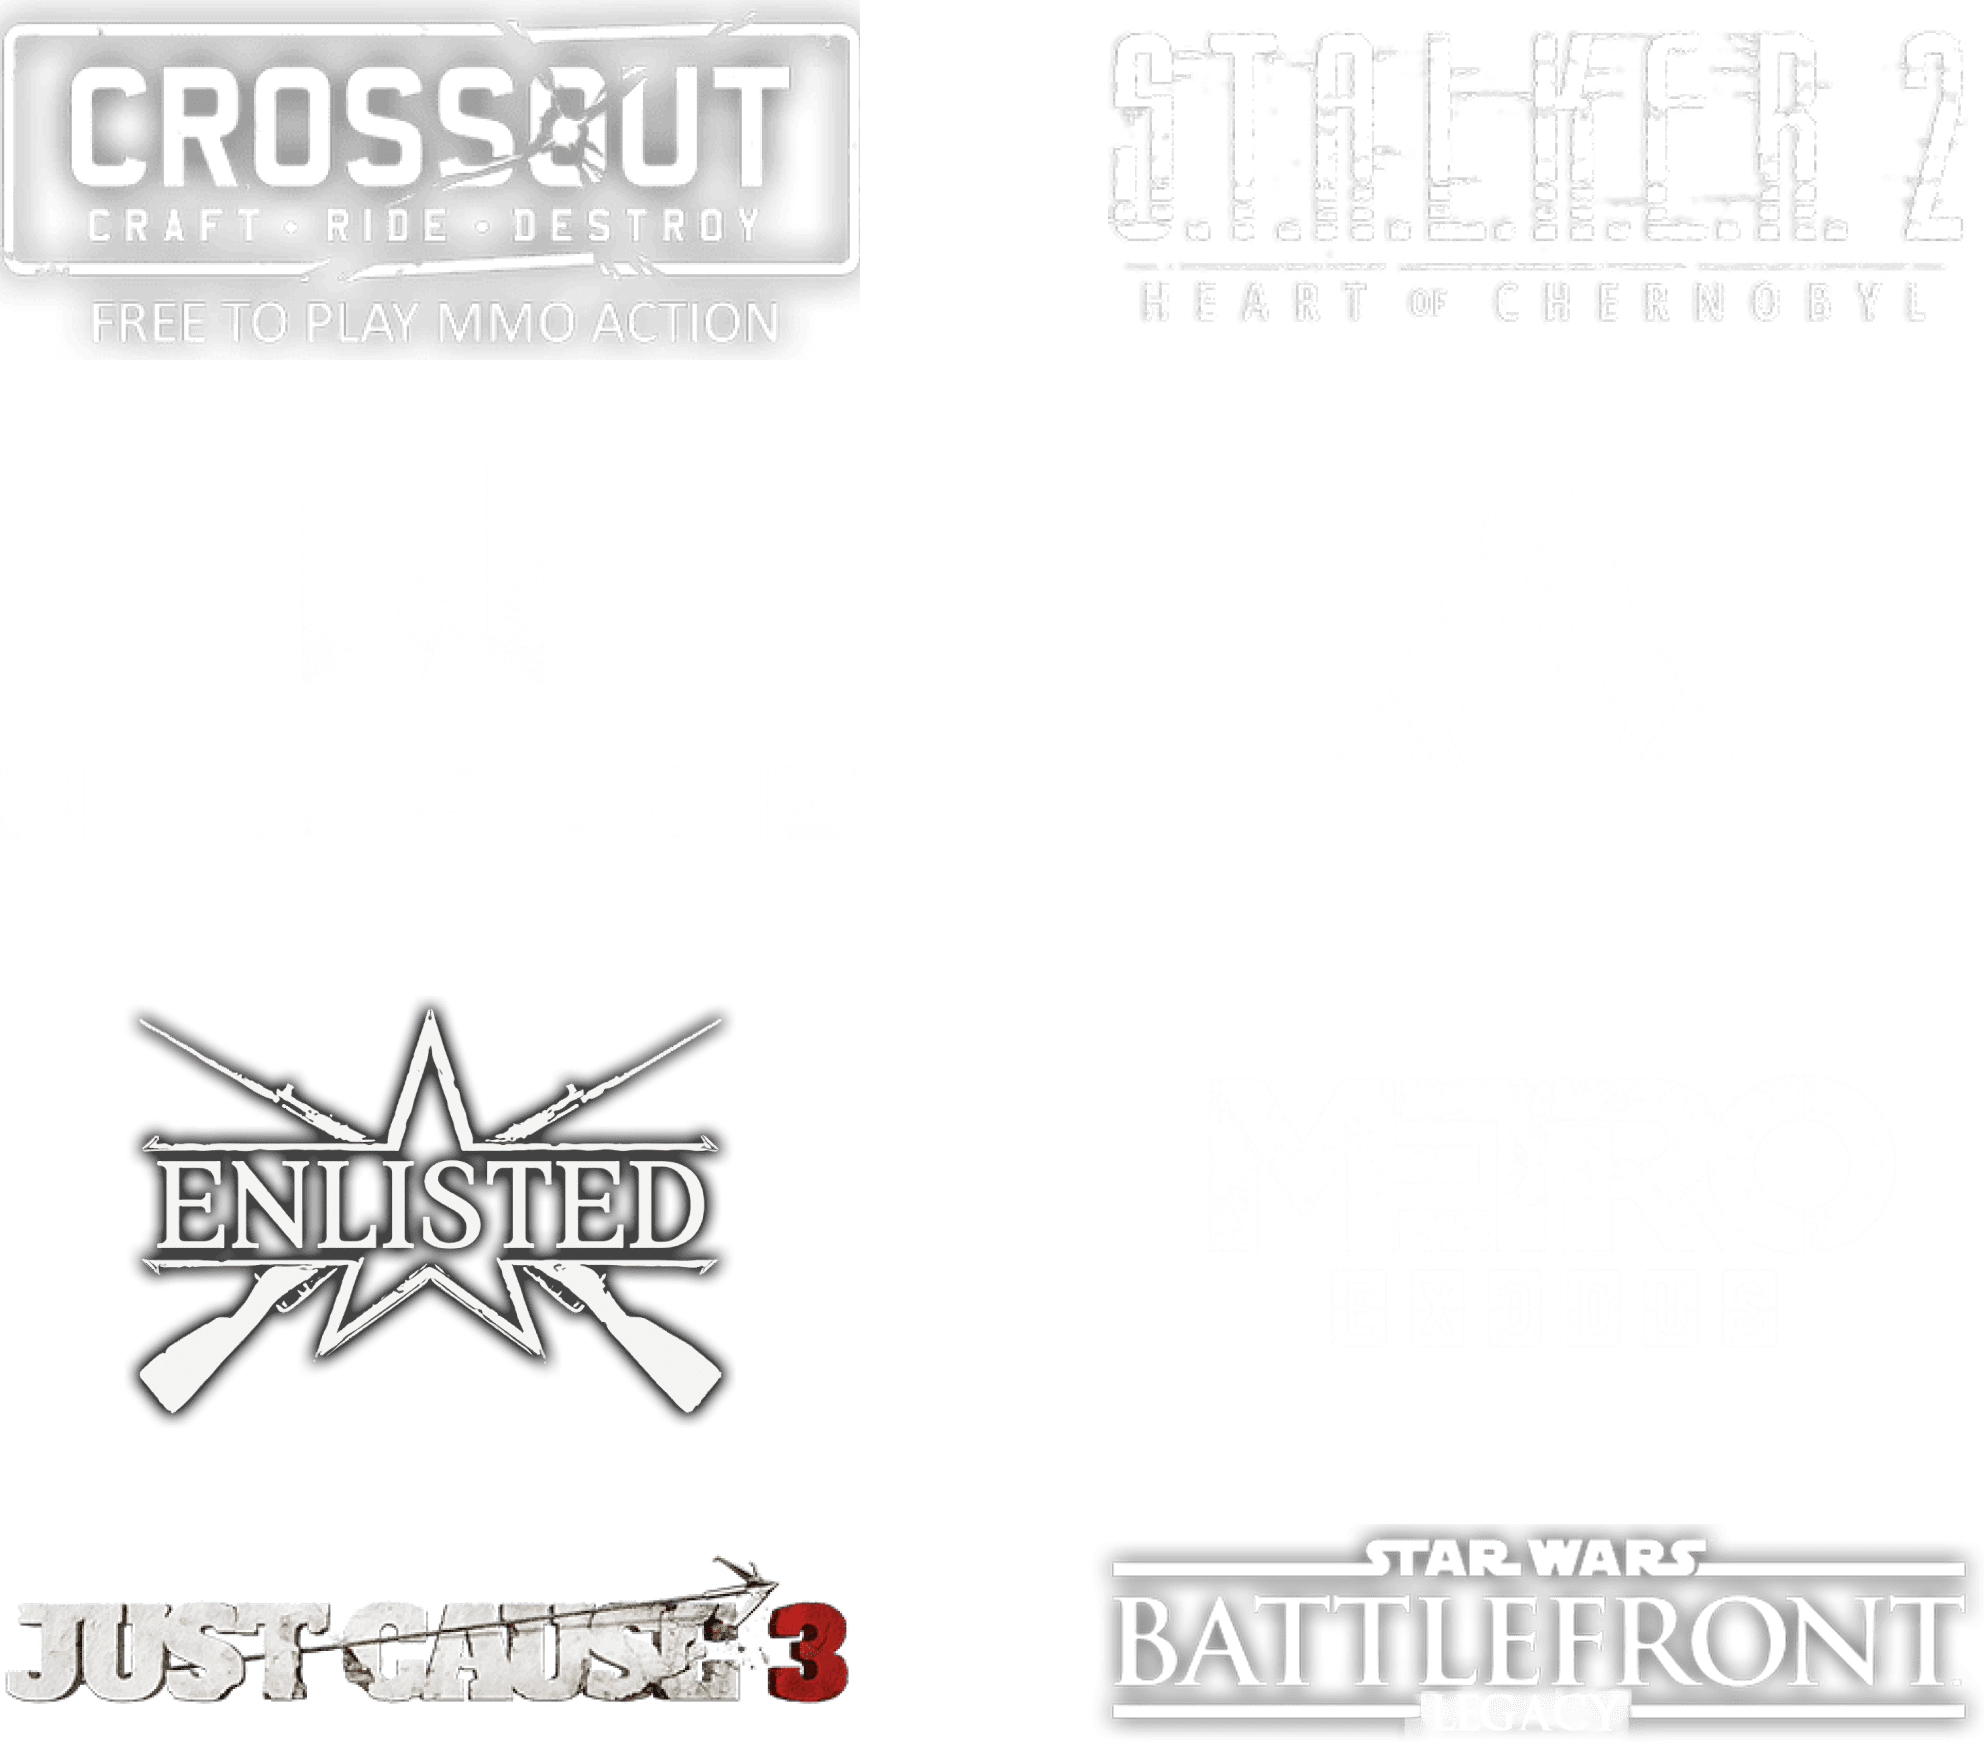 CROSSOUT
CRAFT • RIDE • DESTROY
FREE TO PLAY MMO ACTION
S.T.A.L.K.E.R. 2
HEART OF CHERNOBYL
ENLISTED
METRO
EXODUS
JUST CAUSE 3
STAR WARS
BATTLEFRONT
LEGACY